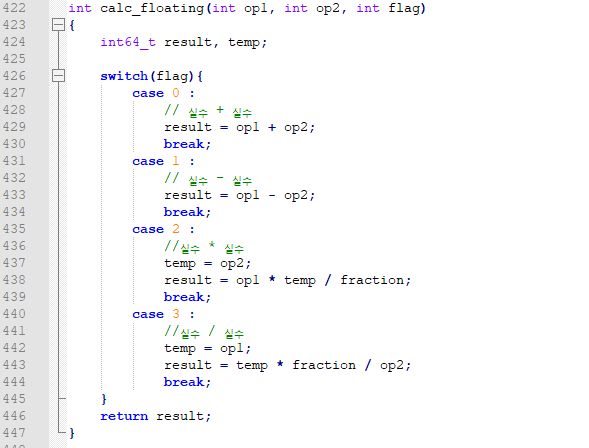 422 int calc_floating(int op1, int op2, int flag)
423 {
424 int64_t result, temp;
425
426 switch(flag){
427 case 0 :
428 // 실수 + 실수
429 result = op1 + op2;
430 break;
431 case 1 :
432 // 실수 - 실수
433 result = op1 - op2;
434 break;
435 case 2 :
436 //실수 * 실수
437 temp = op2;
438 result = op1 * temp / fraction;
439 break;
440 case 3 :
441 //실수 / 실수
442 temp = op1;
443 result = temp * fraction / op2;
444 break;
445 }
446 return result;
447 }